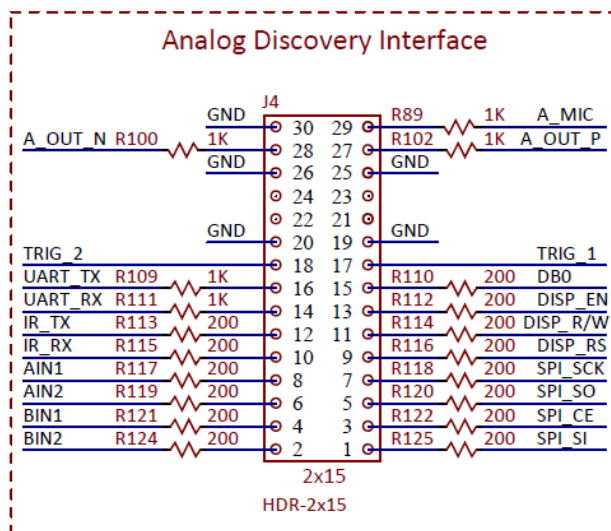 Analog Discovery Interface
J4
GND 30 29 R89 1K A_MIC
A_OUT_N R100 1K 28 27 R102 1K A_OUT_P
GND 26 25 GND
24 23
22 21
GND 20 19 GND
TRIG_2 18 17 TRIG_1
UART_TX R109 1K 16 15 R110 200 DB0
UART_RX R111 1K 14 13 R112 200 DISP_EN
IR_TX R113 200 12 11 R114 200 DISP_R/W
IR_RX R115 200 10 9 R116 200 DISP_RS
AIN1 R117 200 8 7 R118 200 SPI_SCK
AIN2 R119 200 6 5 R120 200 SPI_SO
BIN1 R121 200 4 3 R122 200 SPI_CE
BIN2 R124 200 2 1 R125 200 SPI_SI
2x15
HDR-2x15